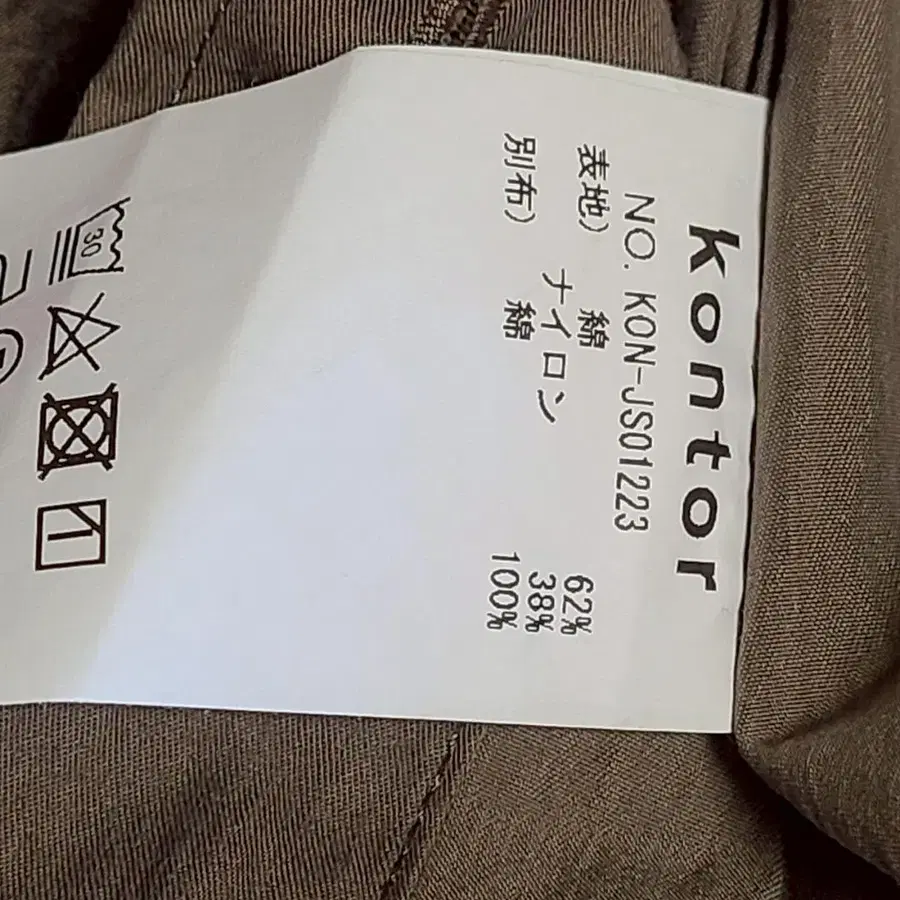 kontor
NO. KON-JS01223
表地) 綿 62%
ナイロン 38%
別布) 綿 100%
30